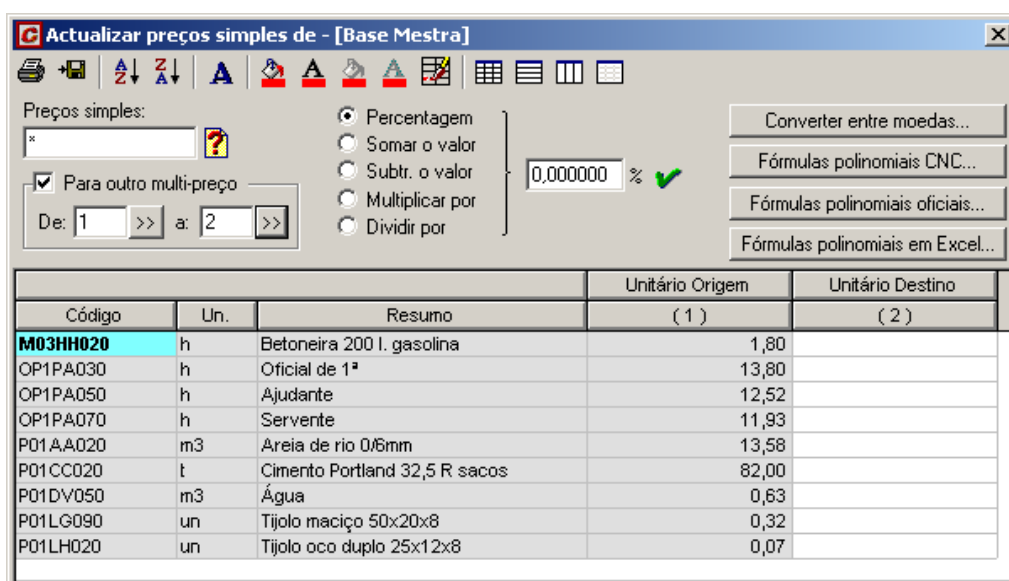 Actualizar preços simples de - [Base Mestra]
Preços simples:
*
Para outro multi-preço
De: 1 >> a: 2 >>
Percentagem
Somar o valor
Subtr. o valor
Multiplicar por
Dividir por
0,000000 %
Converter entre moedas...
Fórmulas polinomiais CNC...
Fórmulas polinomiais oficiais...
Fórmulas polinomiais em Excel...
Unitário Origem Unitário Destino
Código Un. Resumo ( 1 ) ( 2 )
M03HH020 h Betoneira 200 l. gasolina 1,80
OP1PA030 h Oficial de 1ª 13,80
OP1PA050 h Ajudante 12,52
OP1PA070 h Servente 11,93
P01AA020 m3 Areia de rio 0/6mm 13,58
P01CC020 t Cimento Portland 32,5 R sacos 82,00
P01DV050 m3 Água 0,63
P01LG090 un Tijolo maciço 50x20x8 0,32
P01LH020 un Tijolo oco duplo 25x12x8 0,07